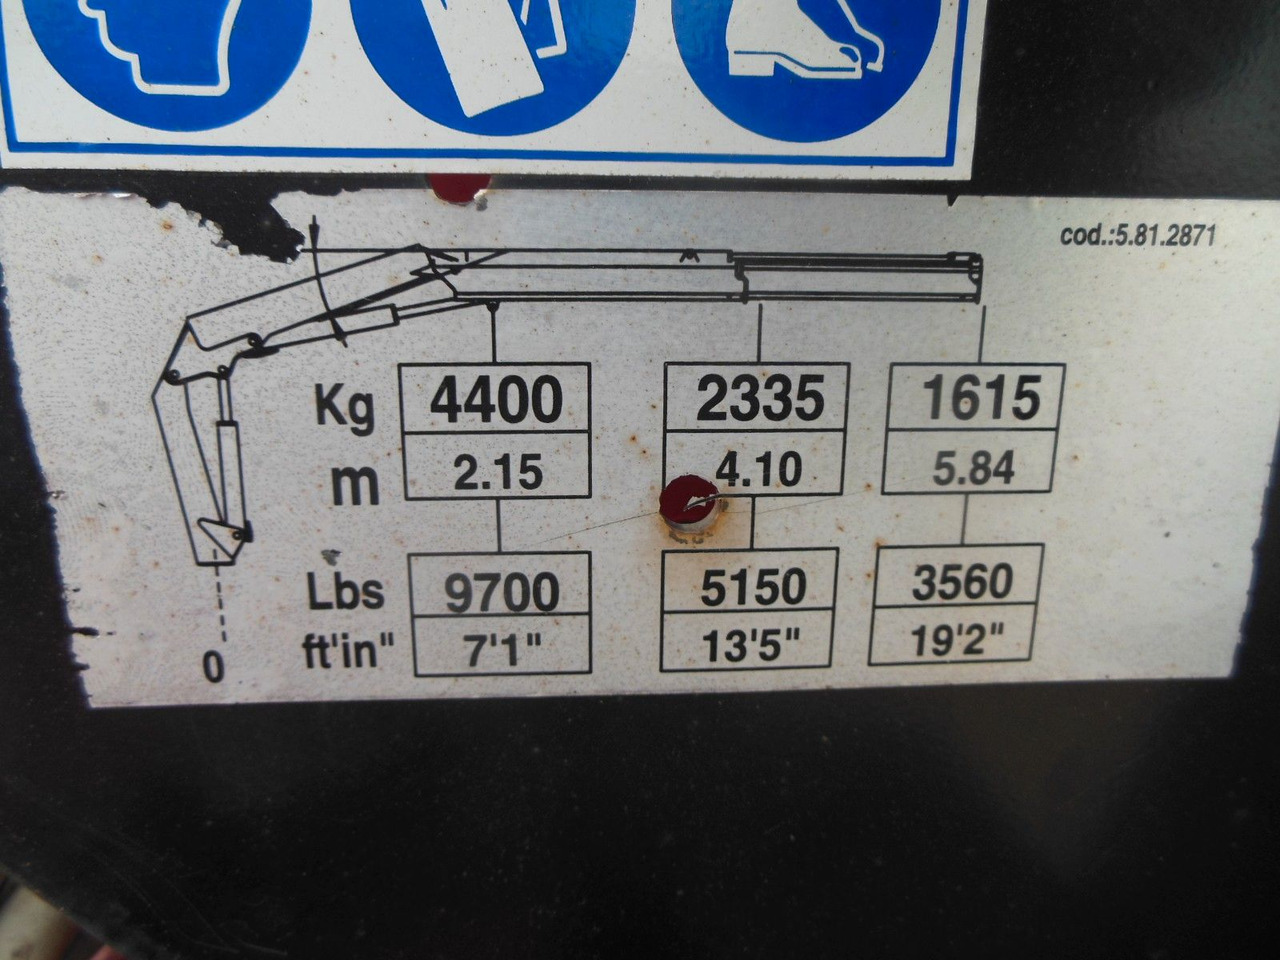 cod.:5.81.2871
Kg 4400 2335 1615
m 2.15 4.10 5.84
Lbs 9700 5150 3560
ft'in" 7'1" 13'5" 19'2"
0